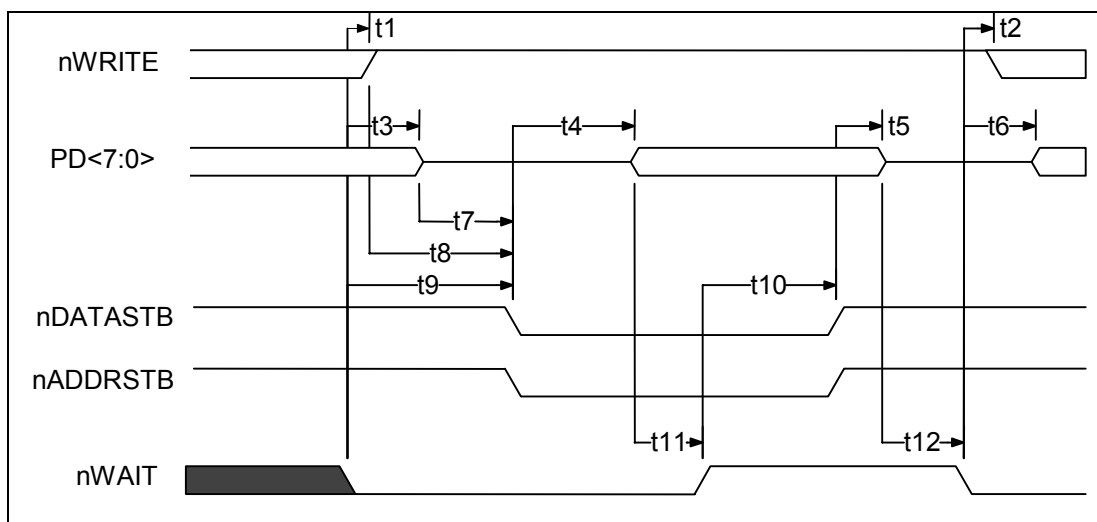 t1 t2
nWRITE
t3 t4 t5 t6
PD<7:0>
t7
t8
t9 t10
nDATASTB
nADDRSTB
t11 t12
nWAIT